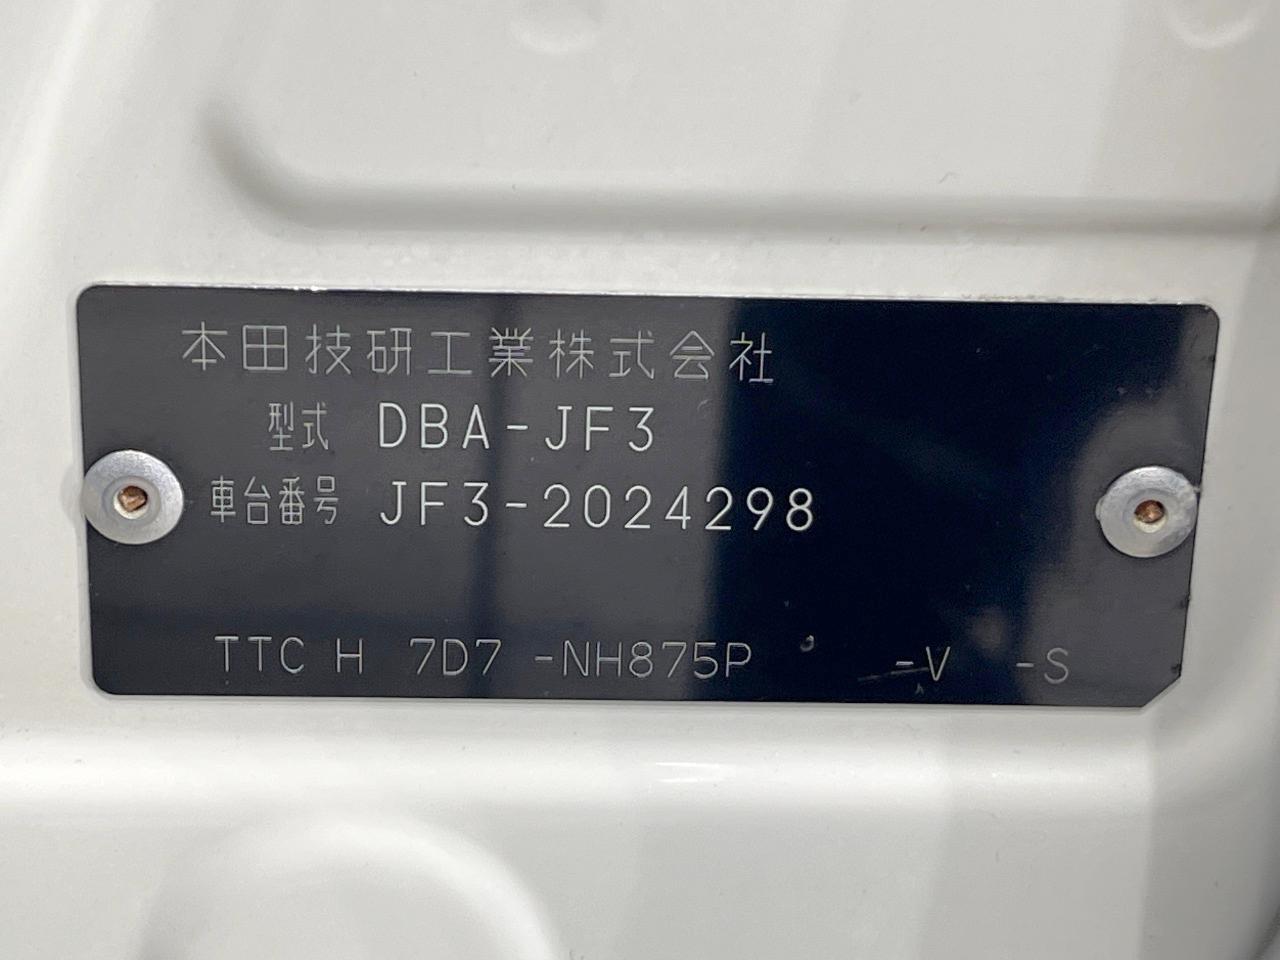 本田技研工業株式会社
型式 DBA-JF3
車台番号 JF3-2024298
TTC H 7D7 -NH875P -V -S